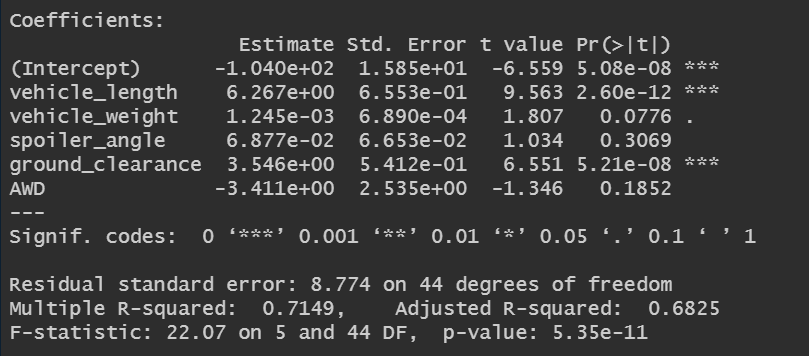 Coefficients:
                   Estimate Std. Error t value Pr(>|t|)
(Intercept)      -1.040e+02  1.585e+01  -6.559 5.08e-08 ***
vehicle_length    6.267e+00  6.553e-01   9.563 2.60e-12 ***
vehicle_weight    1.245e-03  6.890e-04   1.807   0.0776 .
spoiler_angle     6.877e-02  6.653e-02   1.034   0.3069
ground_clearance  3.546e+00  5.412e-01   6.551 5.21e-08 ***
AWD              -3.411e+00  2.535e+00  -1.346   0.1852
---
Signif. codes:  0 ‘***’ 0.001 ‘**’ 0.01 ‘*’ 0.05 ‘.’ 0.1 ‘ ’ 1
Residual standard error: 8.774 on 44 degrees of freedom
Multiple R-squared:  0.7149,    Adjusted R-squared:  0.6825
F-statistic: 22.07 on 5 and 44 DF,  p-value: 5.35e-11